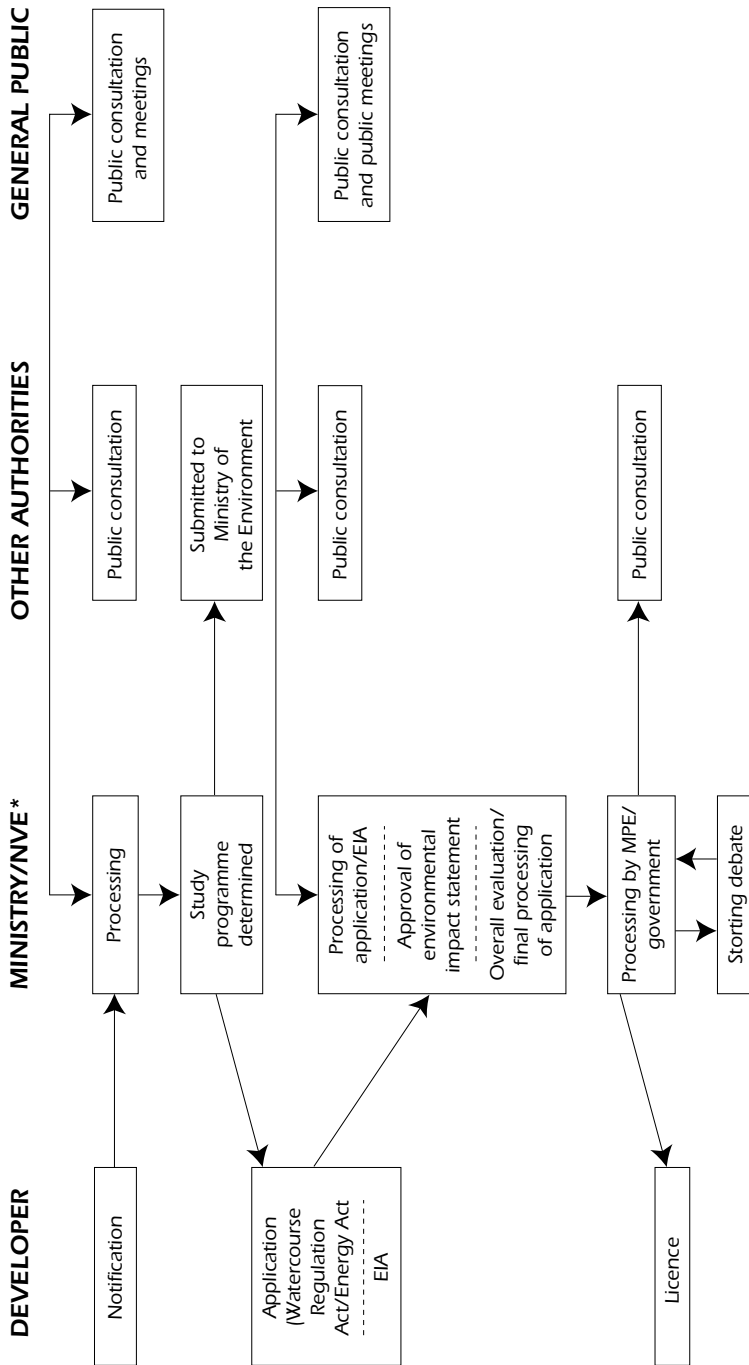 DEVELOPER
MINISTRY/NVE*
OTHER AUTHORITIES
GENERAL PUBLIC
Notification
Processing
Public consultation
Public consultation
and meetings
Study
programme
determined
Submitted to
Ministry of
the Environment
Application
(Watercourse
Regulation
Act/Energy Act
EIA
Processing of
application/EIA
Approval of
environmental
impact statement
Overall evaluation/
final processing
of application
Public consultation
Public consultation
and public meetings
Licence
Processing by MPE/
government
Public consultation
Storting debate